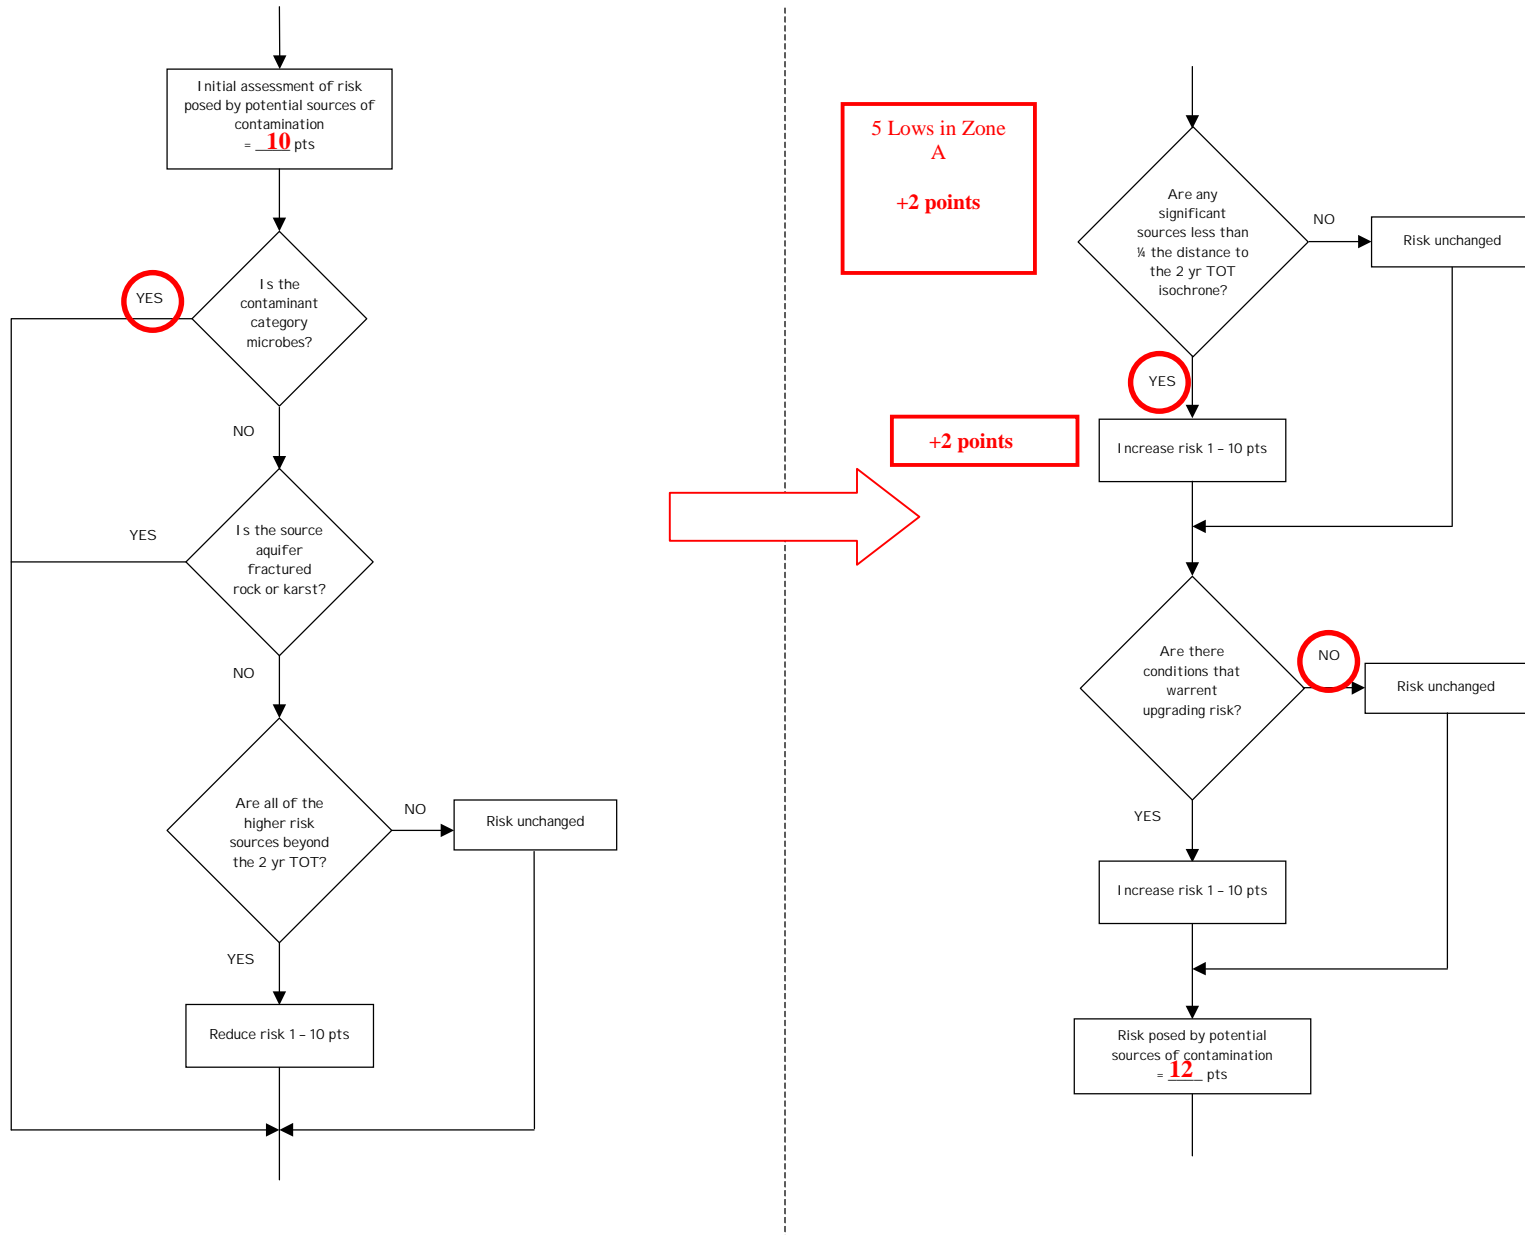 Initial assessment of risk
posed by potential sources of
contamination
= 10 pts
Is the
contaminant
category
microbes?
YES
NO
Is the source
aquifer
fractured
rock or karst?
YES
NO
Are all of the
higher risk
sources beyond
the 2 yr TOT?
NO
Risk unchanged
YES
Reduce risk 1 – 10 pts
5 Lows in Zone
A
+2 points
Are any
significant
sources less than
¼ the distance to
the 2 yr TOT
isochrone?
NO
Risk unchanged
YES
+2 points
Increase risk 1 – 10 pts
Are there
conditions that
warrent
upgrading risk?
NO
Risk unchanged
YES
Increase risk 1 – 10 pts
Risk posed by potential
sources of contamination
= 12 pts